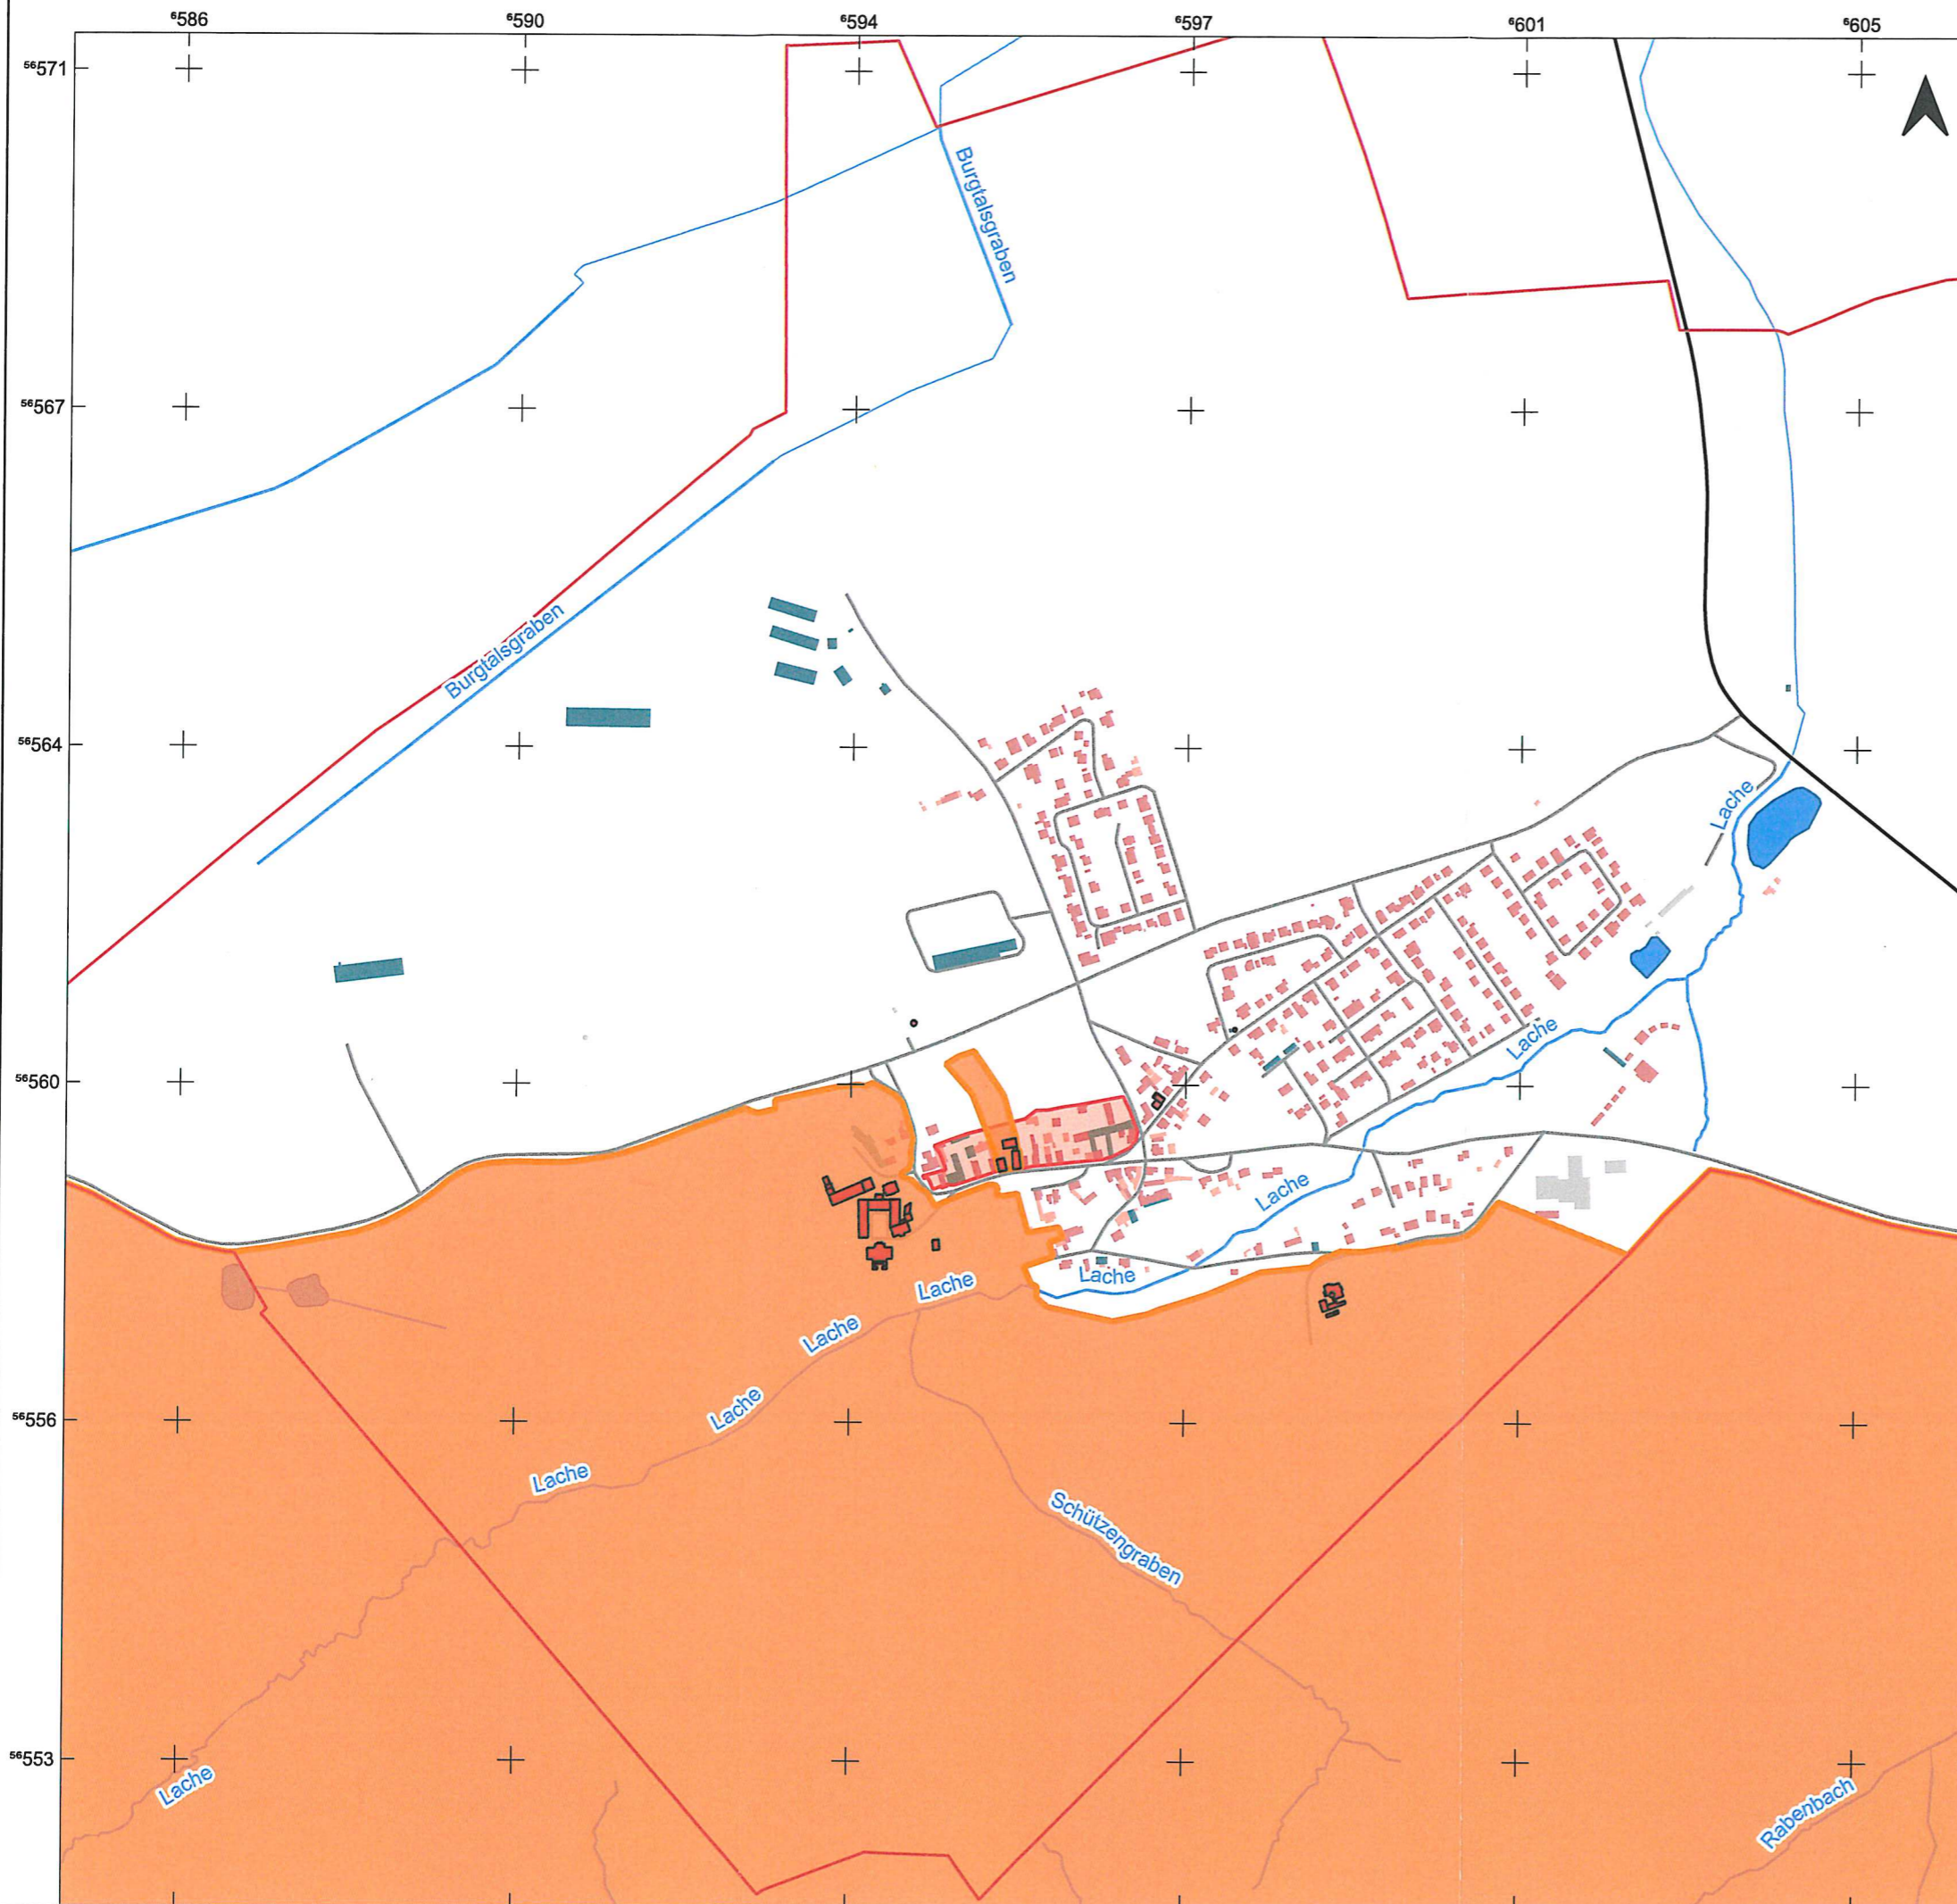 ⁶586 ⁶590 ⁶594 ⁶597 ⁶601 ⁶605
⁵⁶571
Burgtalsgraben
⁵⁶567
Burgtalsgraben
⁵⁶564
Lache
Lache
⁵⁶560
Lache
Lache
Lache
Lache
Lache
⁵⁶556
Lache
Schützengraben
⁵⁶553
Lache
Rabenbach